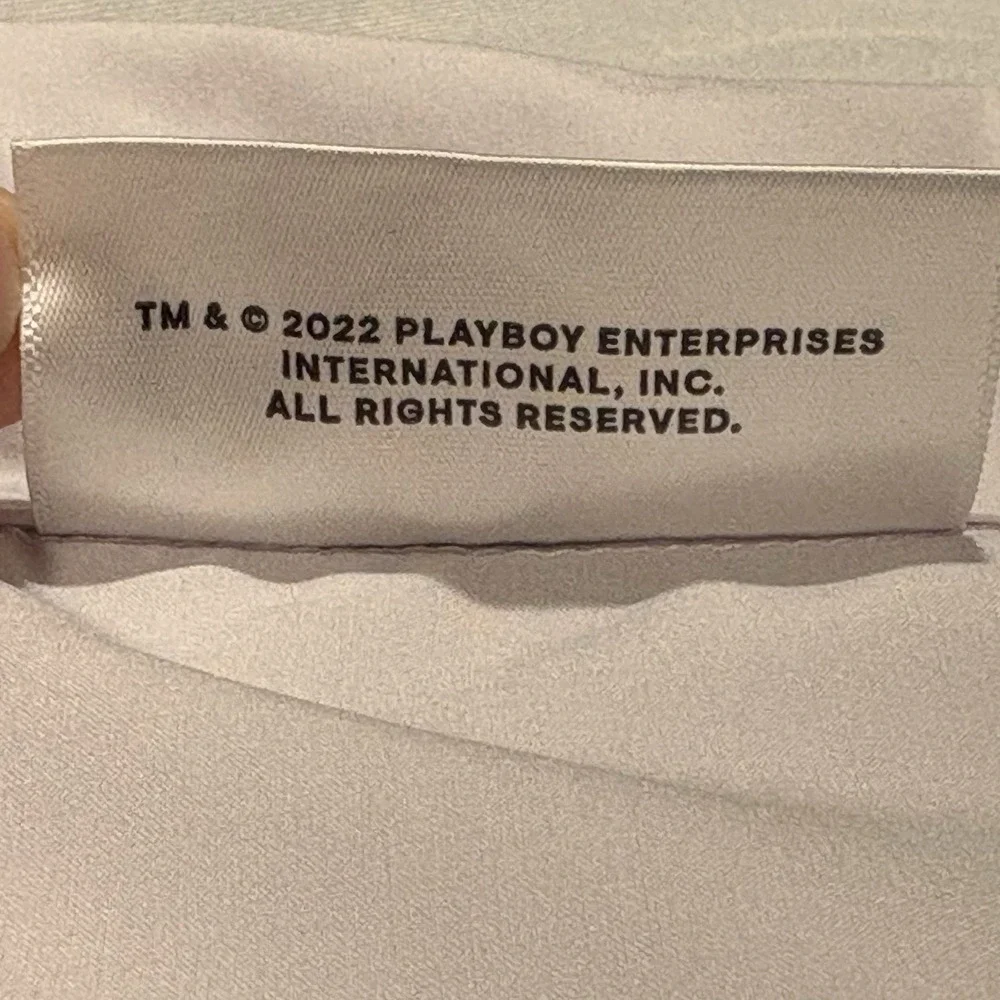 TM & © 2022 PLAYBOY ENTERPRISES
INTERNATIONAL, INC.
ALL RIGHTS RESERVED.